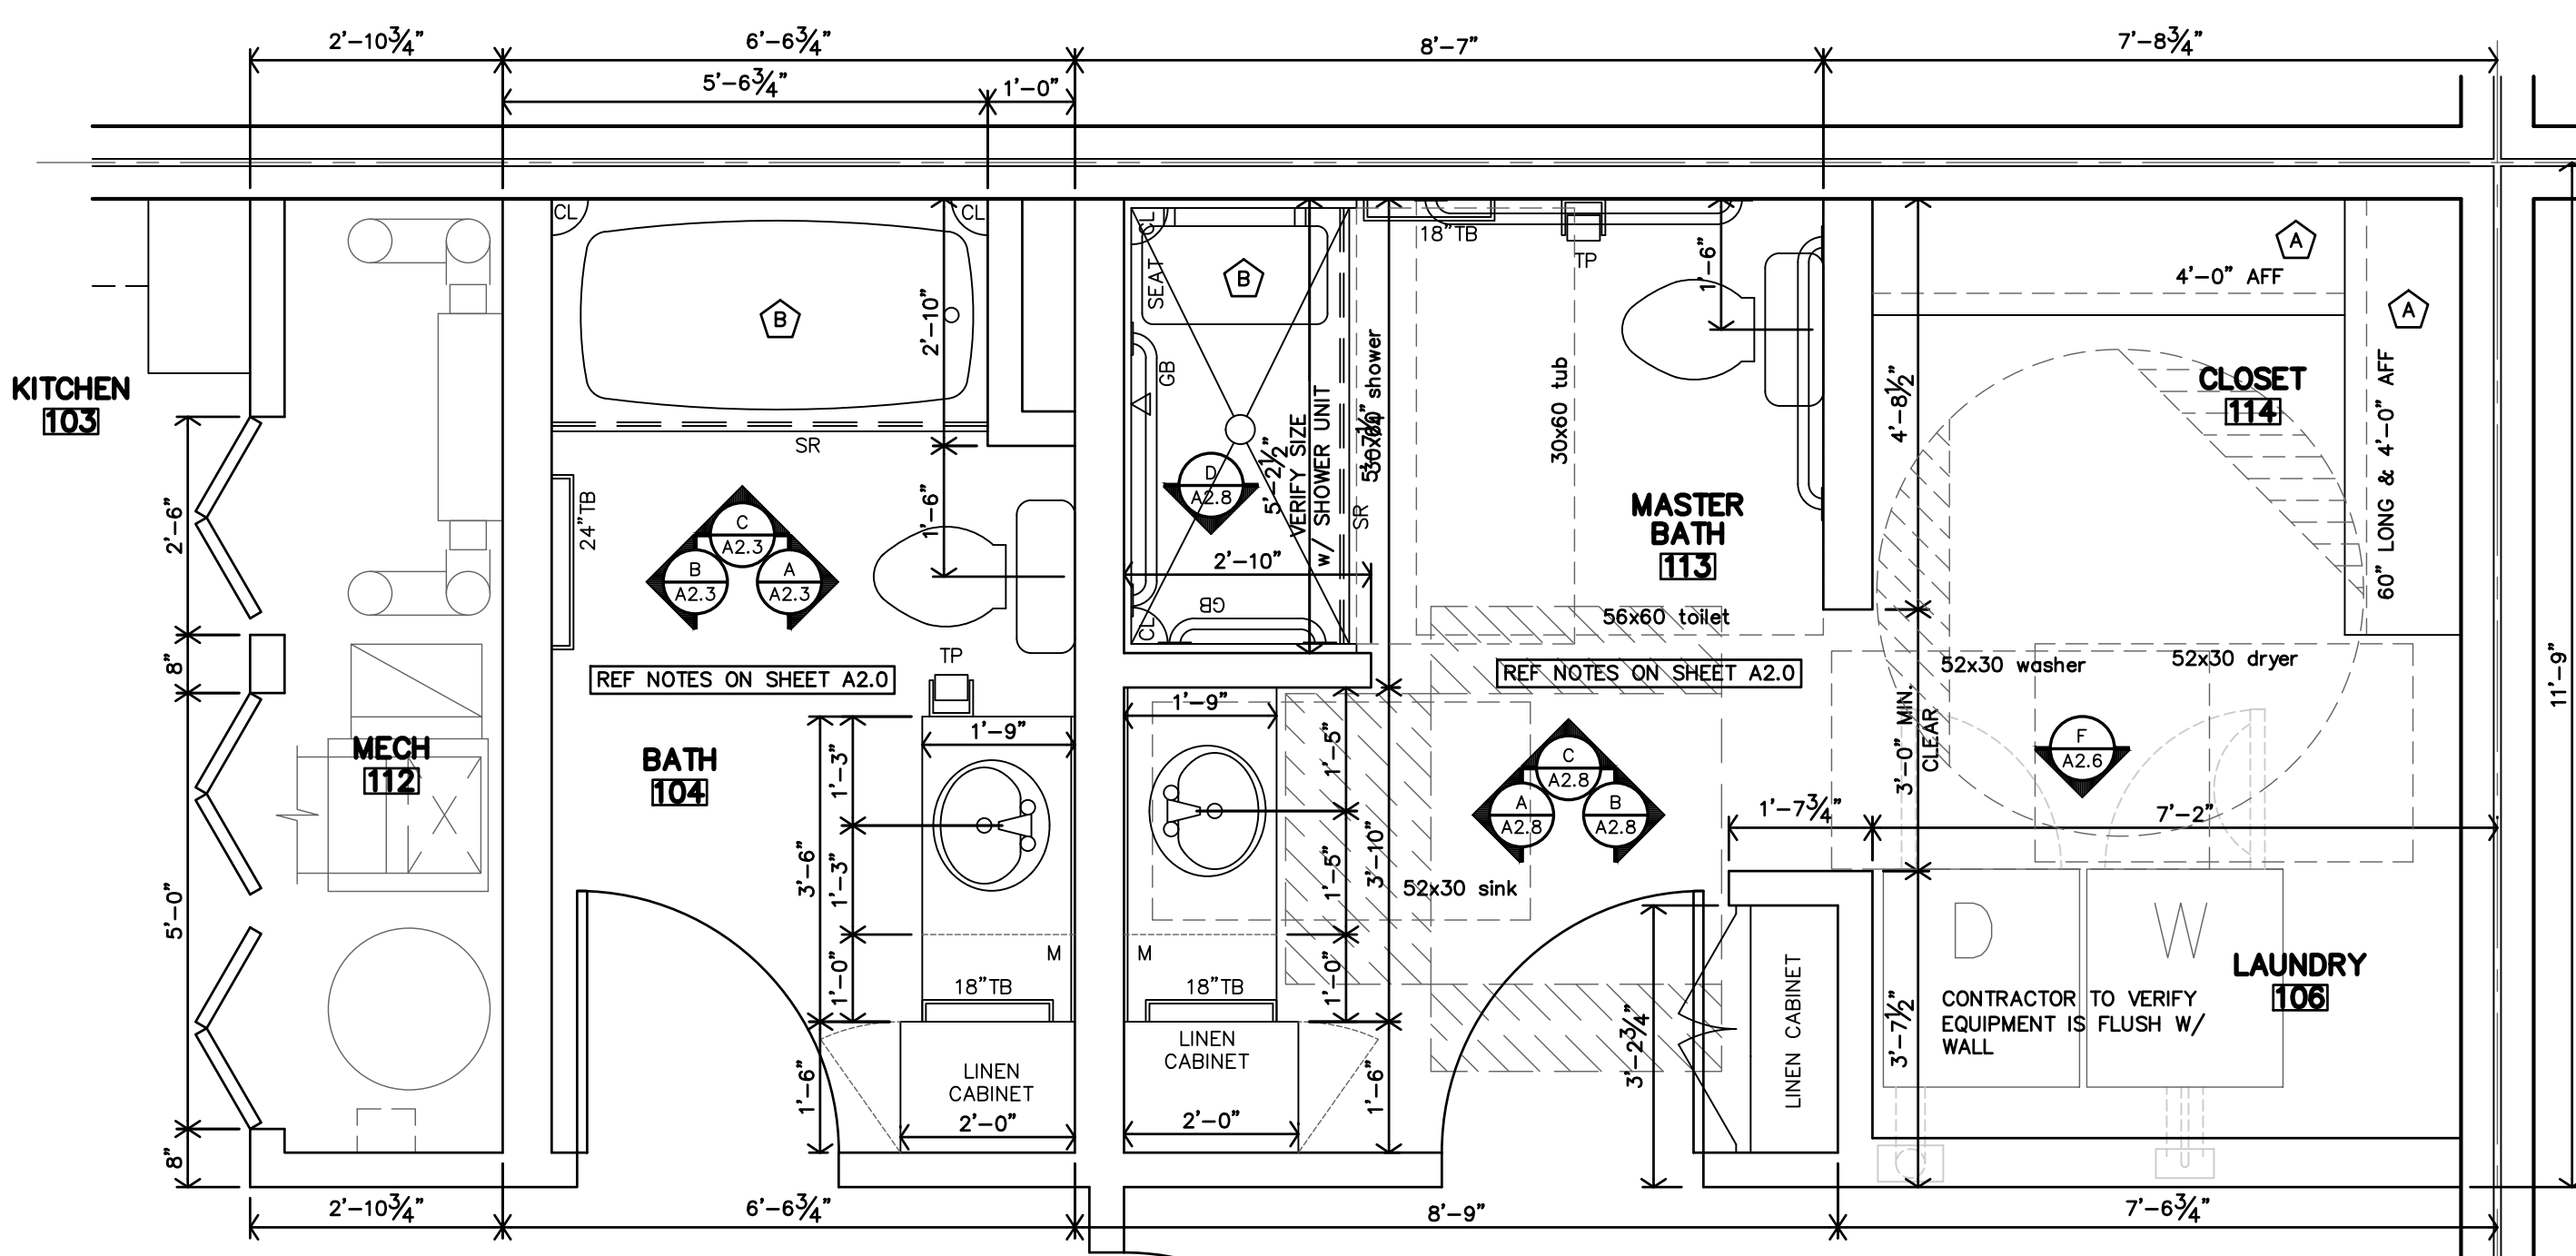 2'-10¾"
6'-6¾"
8'-7"
7'-8¾"
5'-6¾"
1'-0"
CL
CL
CL
18"TB
TP
1'-6"
A
4'-0" AFF
A
SEAT
B
B
2'-10"
GB
30x60 shower
30x60 tub
4'-8½"
CLOSET
114
60" LONG & 4'-0" AFF
KITCHEN
103
SR
5'-2½"
VERIFY SIZE
W/ SHOWER UNIT
SR
D
A2.8
MASTER
BATH
113
2'-6"
24"TB
C
A2.3
B
A2.3
A
A2.3
1'-6"
2'-10"
GB
CL
56x60 toilet
8"
TP
REF NOTES ON SHEET A2.0
REF NOTES ON SHEET A2.0
52x30 washer
52x30 dryer
11'-9"
1'-9"
1'-9"
MECH
112
BATH
104
1'-3"
1'-5"
C
A2.8
A
A2.8
B
A2.8
3'-0" MIN.
CLEAR
F
A2.6
1'-7¾"
7'-2"
3'-6"
1'-3"
1'-5"
3'-10"
52x30 sink
5'-0"
M
M
1'-0"
18"TB
18"TB
1'-0"
D
W
LAUNDRY
106
LINEN CABINET
CONTRACTOR TO VERIFY
EQUIPMENT IS FLUSH W/
WALL
3'-7½"
3'-2¾"
1'-6"
LINEN
CABINET
LINEN
CABINET
1'-6"
2'-0"
2'-0"
8"
2'-10¾"
6'-6¾"
8'-9"
7'-6¾"